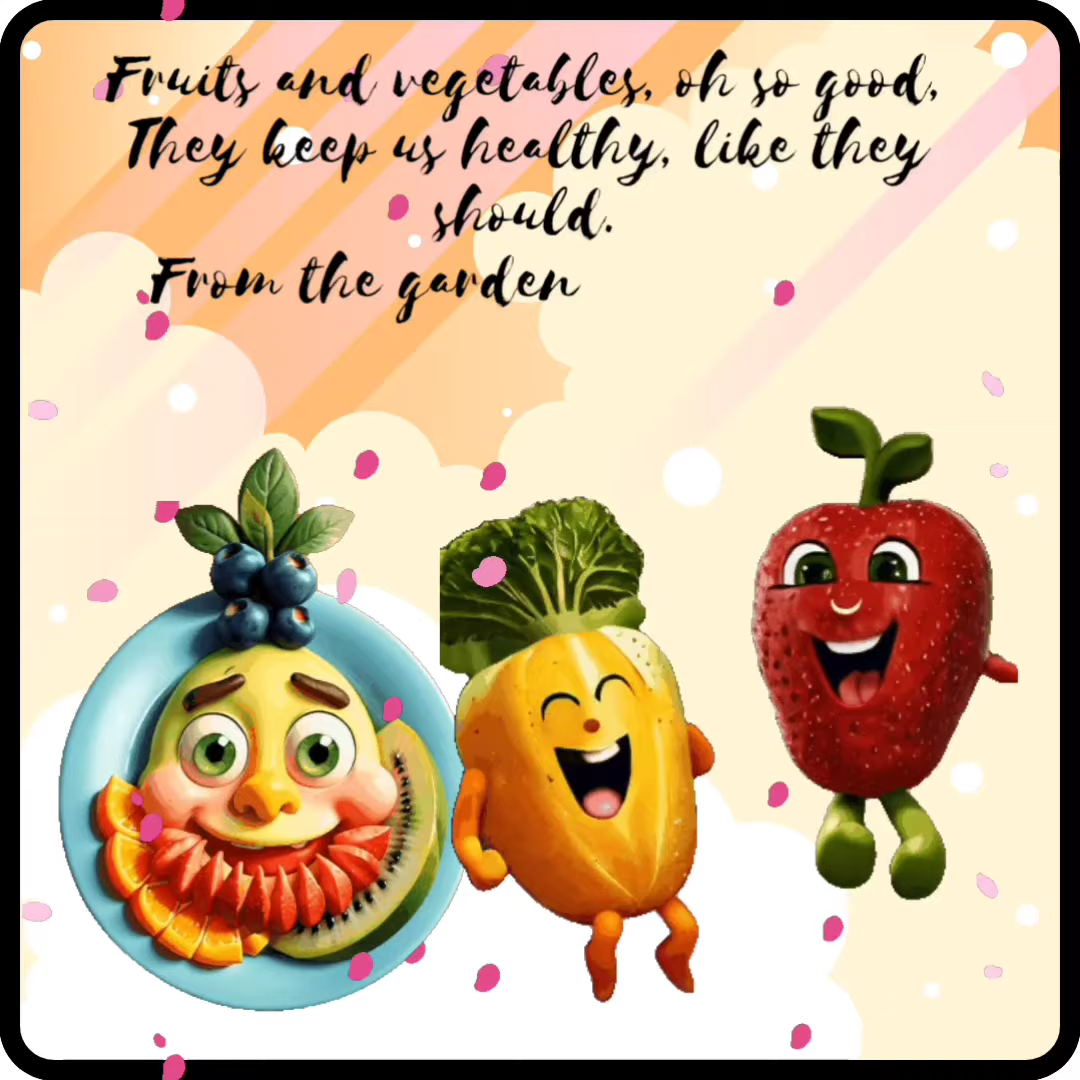 Fruits and vegetables, oh so good,
They keep us healthy, like they
should.
From the garden